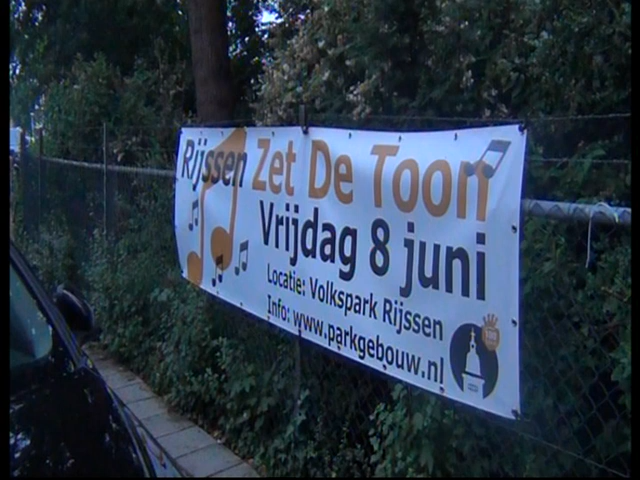 Rijssen Zet De Toon
Vrijdag 8 juni
Locatie: Volkspark Rijssen
Info: www.parkgebouw.nl